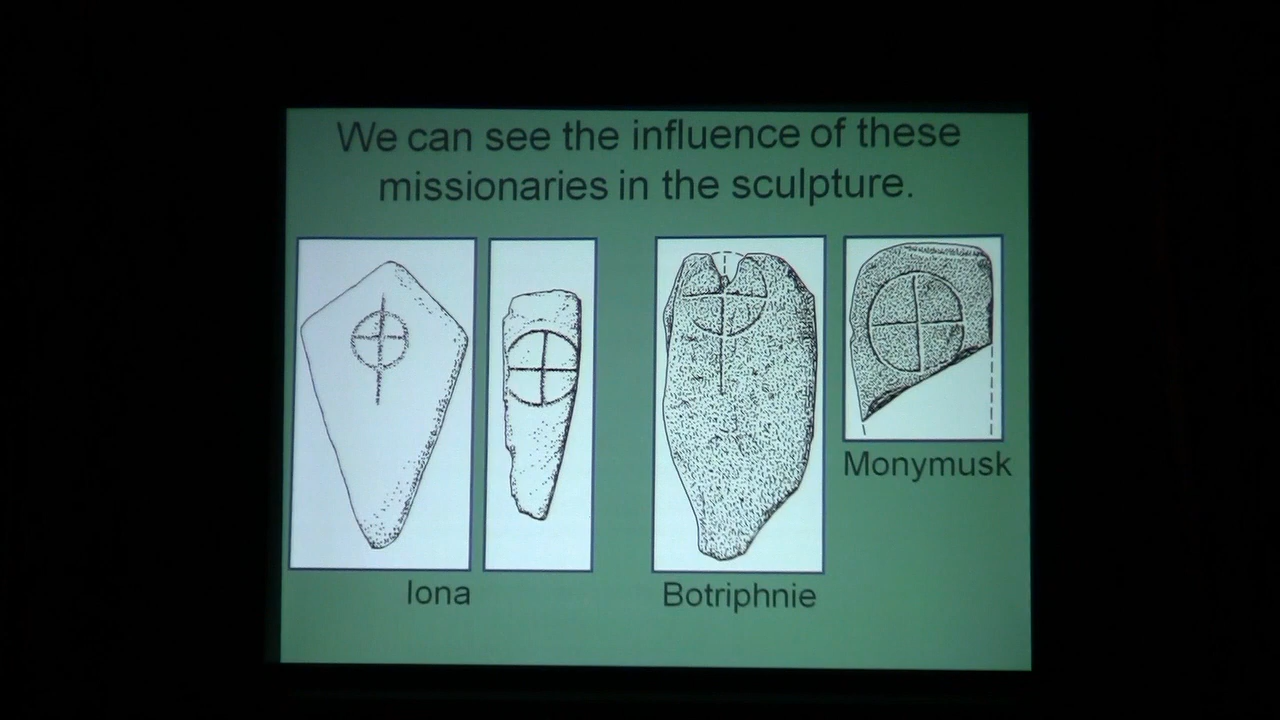 We can see the influence of these
missionaries in the sculpture.
Monymusk
Iona
Botriphnie